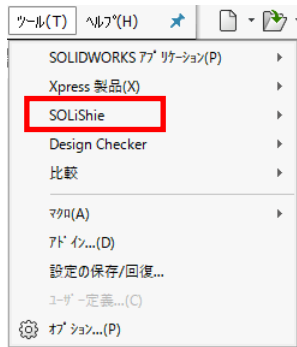 ツール(T) ヘルプ(H)
SOLIDWORKS アプリケーション(P)
Xpress 製品(X)
SOLiShie
Design Checker
比較
マクロ(A)
アドイン...(D)
設定の保存/回復...
ユーザー定義...(C)
オプション...(P)